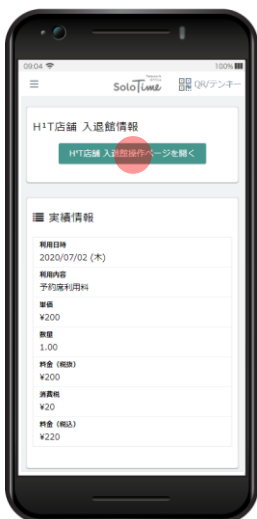 09:04
100%
SoloTime
QR/テンキー
H¹T店舗 入退館情報
H¹T店舗 入退館操作ページを開く
実績情報
利用日時
2020/07/02 (木)
利用内容
予約席利用料
単価
¥200
数量
1.00
料金（税抜）
¥200
消費税
¥20
料金（税込）
¥220